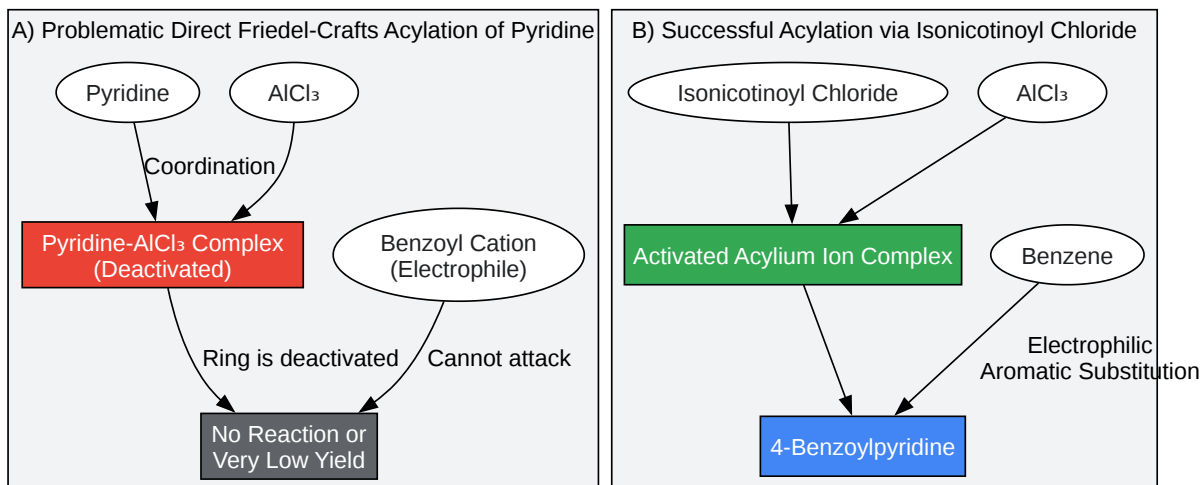 A) Problematic Direct Friedel-Crafts Acylation of Pyridine
Pyridine
AlCl₃
Coordination
Pyridine-AlCl₃ Complex
(Deactivated)
Benzoyl Cation
(Electrophile)
Ring is deactivated
Cannot attack
No Reaction or
Very Low Yield
B) Successful Acylation via Isonicotinoyl Chloride
Isonicotinoyl Chloride
AlCl₃
Activated Acylium Ion Complex
Benzene
Electrophilic
Aromatic Substitution
4-Benzoylpyridine